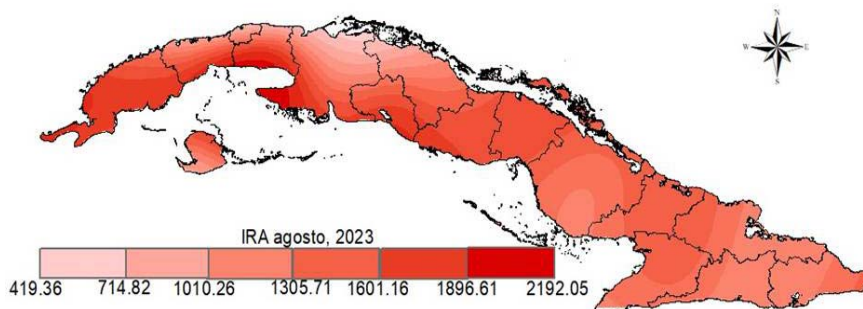 N
W E
S
IRA agosto, 2023
419.36 714.82 1010.26 1305.71 1601.16 1896.61 2192.05